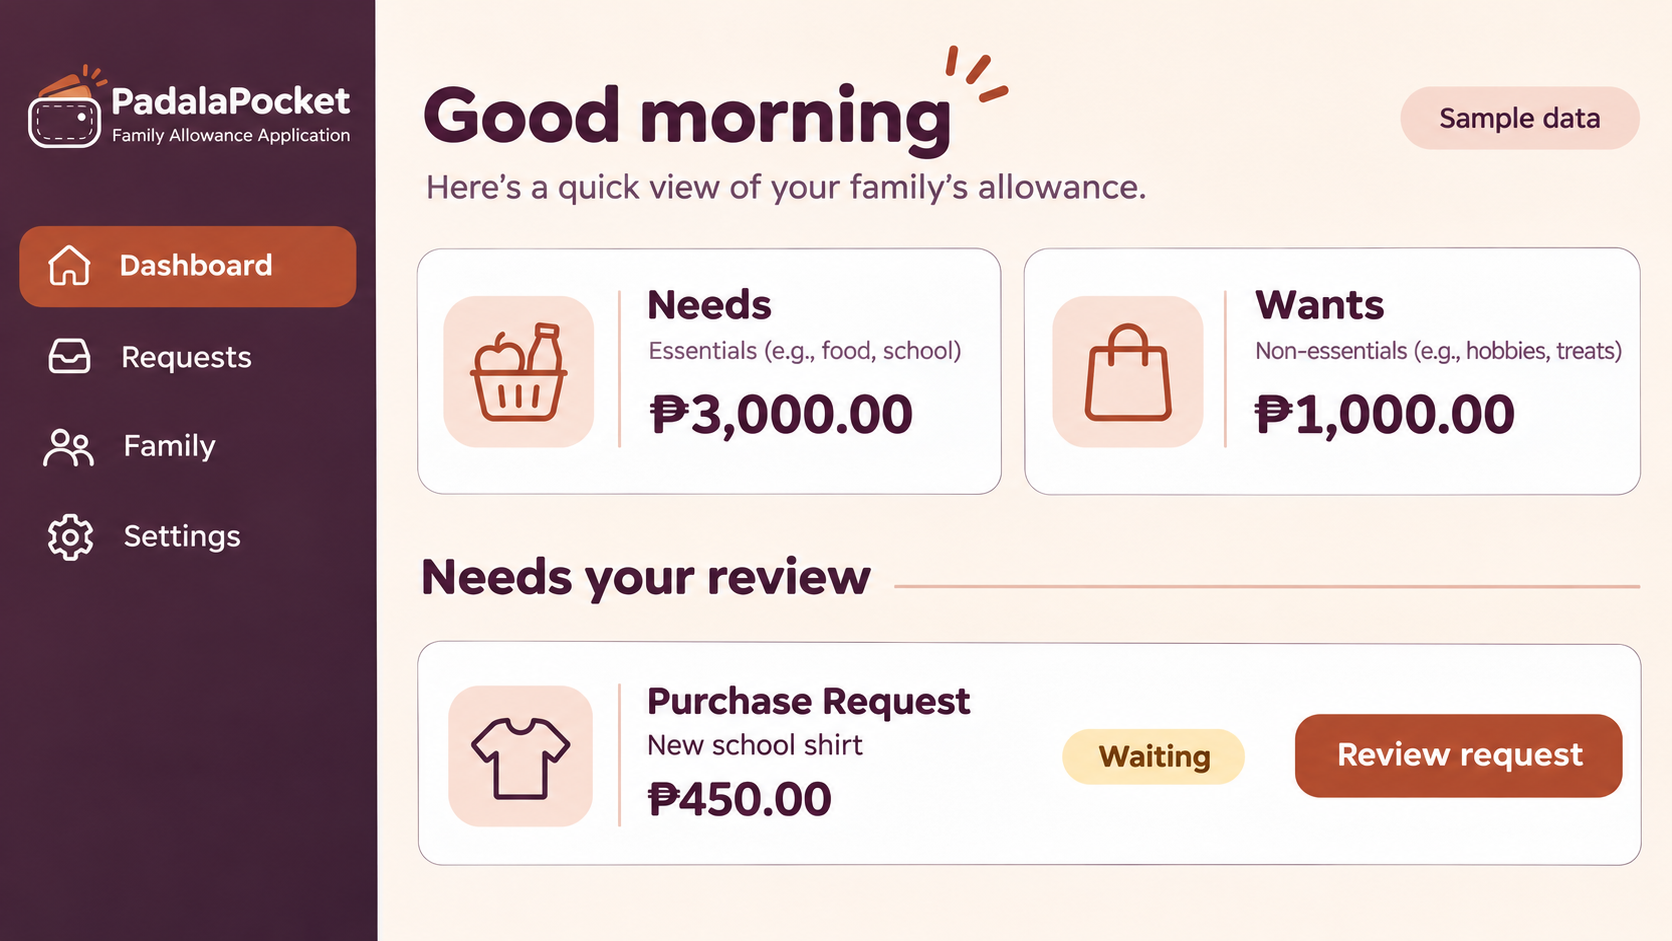 PadalaPocket
Family Allowance Application
Dashboard
Requests
Family
Settings
Good morning
Here’s a quick view of your family’s allowance.
Sample data
Needs
Essentials (e.g., food, school)
₱3,000.00
Wants
Non-essentials (e.g., hobbies, treats)
₱1,000.00
Needs your review
Purchase Request
New school shirt
₱450.00
Waiting
Review request